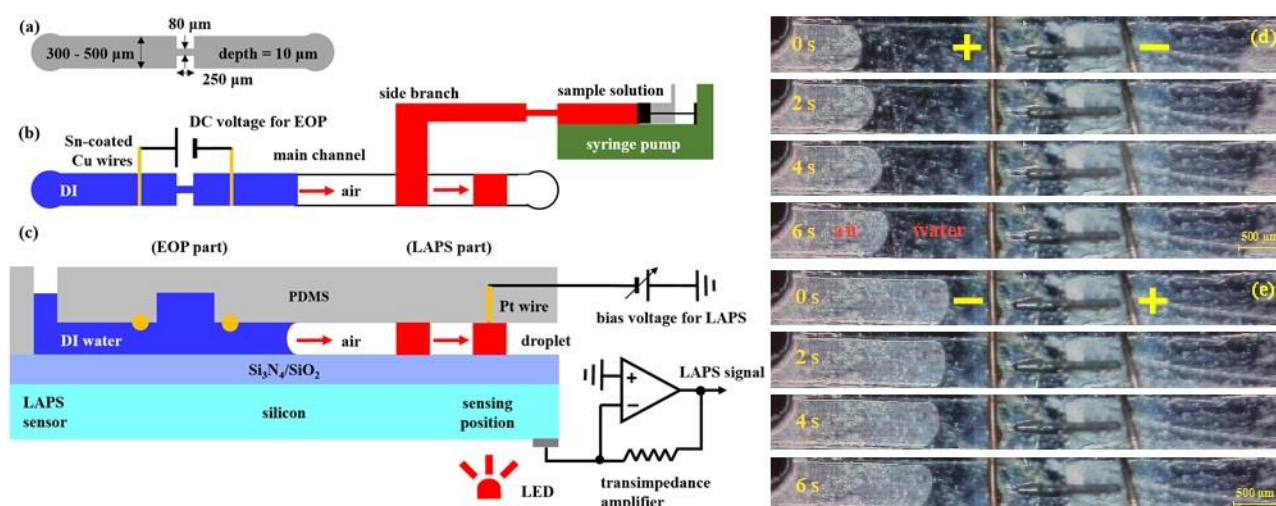 (a)
80 μm
300 - 500 μm
depth = 10 μm
250 μm
(b)
Sn-coated
Cu wires
DC voltage for EOP
main channel
side branch
sample solution
syringe pump
DI
air
(c)
(EOP part)
(LAPS part)
PDMS
Pt wire
bias voltage for LAPS
DI water
air
droplet
Si₃N₄/SiO₂
LAPS signal
LAPS
sensor
silicon
sensing
position
+
−
LED
transimpedance
amplifier
(d)
0 s
+
−
2 s
4 s
6 s
air
water
500 μm
(e)
0 s
−
+
2 s
4 s
6 s
500 μm